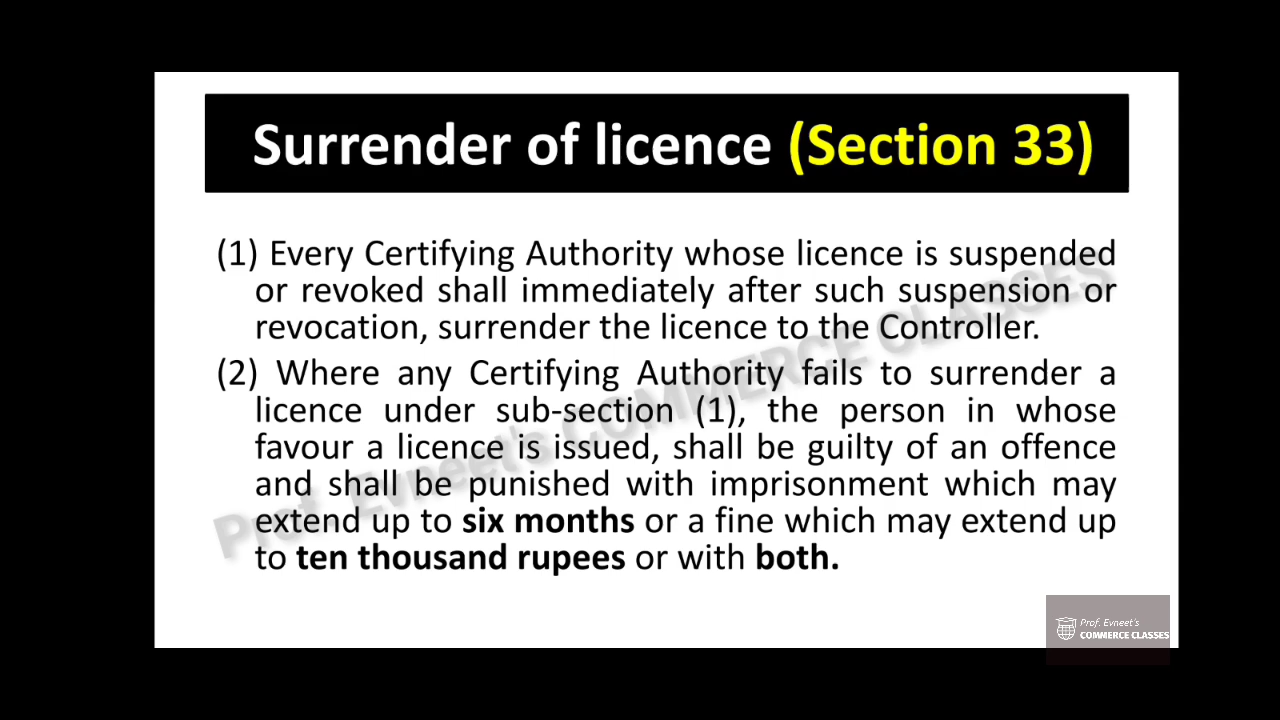 Surrender of licence (Section 33)
(1) Every Certifying Authority whose licence is suspended
or revoked shall immediately after such suspension or
revocation, surrender the licence to the Controller.
(2) Where any Certifying Authority fails to surrender a
licence under sub-section (1), the person in whose
favour a licence is issued, shall be guilty of an offence
and shall be punished with imprisonment which may
extend up to six months or a fine which may extend up
to ten thousand rupees or with both.
Prof. Evneet's COMMERCE CLASSES
Prof. Evneet's
COMMERCE CLASSES